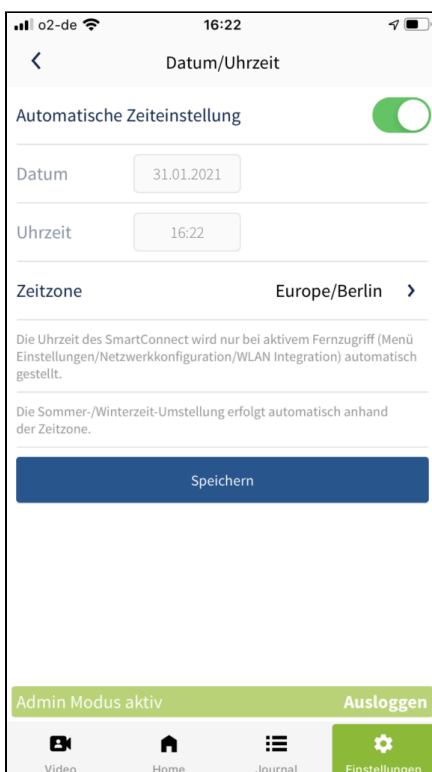 o2-de 16:22
Datum/Uhrzeit
Automatische Zeiteinstellung
Datum 31.01.2021
Uhrzeit 16:22
Zeitzone Europe/Berlin
Die Uhrzeit des SmartConnect wird nur bei aktivem Fernzugriff (Menü
Einstellungen/Netzwerkkonfiguration/WLAN Integration) automatisch
gestellt.
Die Sommer-/Winterzeit-Umstellung erfolgt automatisch anhand
der Zeitzone.
Speichern
Admin Modus aktiv Ausloggen
Video Home Journal Einstellungen